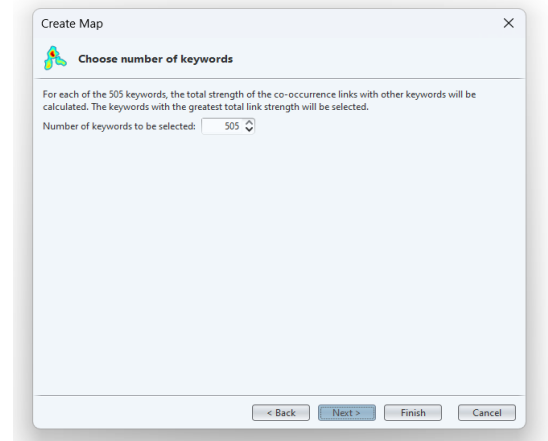 Create Map
Choose number of keywords
For each of the 505 keywords, the total strength of the co-occurrence links with other keywords will be
calculated. The keywords with the greatest total link strength will be selected.
Number of keywords to be selected: 505
< Back Next > Finish Cancel